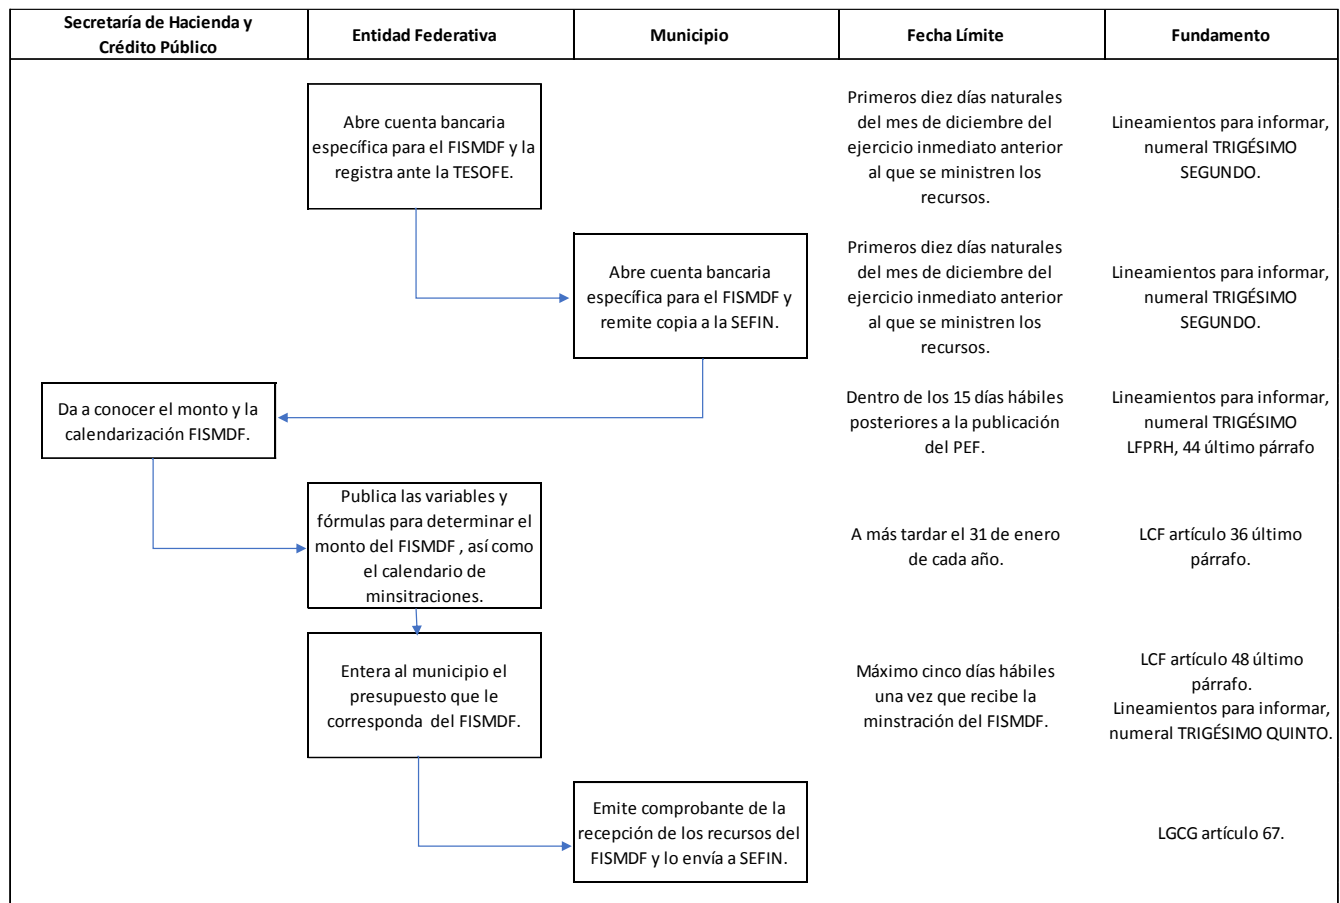 Secretaría de Hacienda y
Crédito Público
Entidad Federativa
Municipio
Fecha Límite
Fundamento
Abre cuenta bancaria
específica para el FISMDF y la
registra ante la TESOFE.
Primeros diez días naturales
del mes de diciembre del
ejercicio inmediato anterior
al que se ministren los
recursos.
Lineamientos para informar,
numeral TRIGÉSIMO
SEGUNDO.
Abre cuenta bancaria
específica para el FISMDF y
remite copia a la SEFIN.
Primeros diez días naturales
del mes de diciembre del
ejercicio inmediato anterior
al que se ministren los
recursos.
Lineamientos para informar,
numeral TRIGÉSIMO
SEGUNDO.
Da a conocer el monto y la
calendarización FISMDF.
Dentro de los 15 días hábiles
posteriores a la publicación
del PEF.
Lineamientos para informar,
numeral TRIGÉSIMO
LFPRH, 44 último párrafo
Publica las variables y
fórmulas para determinar el
monto del FISMDF , así como
el calendario de
minsitraciones.
A más tardar el 31 de enero
de cada año.
LCF artículo 36 último
párrafo.
Entera al municipio el
presupuesto que le
corresponda del FISMDF.
Máximo cinco días hábiles
una vez que recibe la
minstración del FISMDF.
LCF artículo 48 último
párrafo.
Lineamientos para informar,
numeral TRIGÉSIMO QUINTO.
Emite comprobante de la
recepción de los recursos del
FISMDF y lo envía a SEFIN.
LGCG artículo 67.